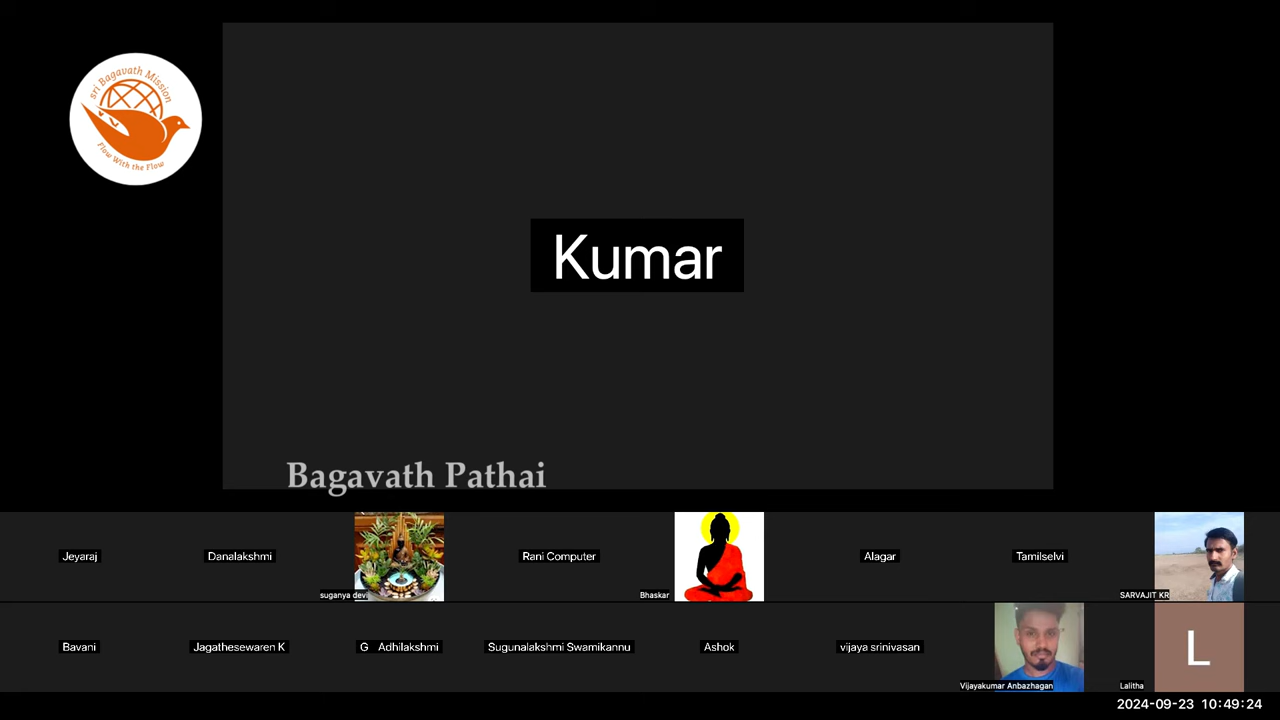 sri Bagavath Mission
Flow With the Flow
Kumar
Bagavath Pathai
Jeyaraj
Danalakshmi
suganya devi
Rani Computer
Bhaskar
Alagar
Tamilselvi
SARVAJIT KR
Bavani
Jagathesewaren K
G Adhilakshmi
Sugunalakshmi Swamikannu
Ashok
vijaya srinivasan
Vijayakumar Anbazhagan
L
Lalitha
2024-09-23 10:49:24